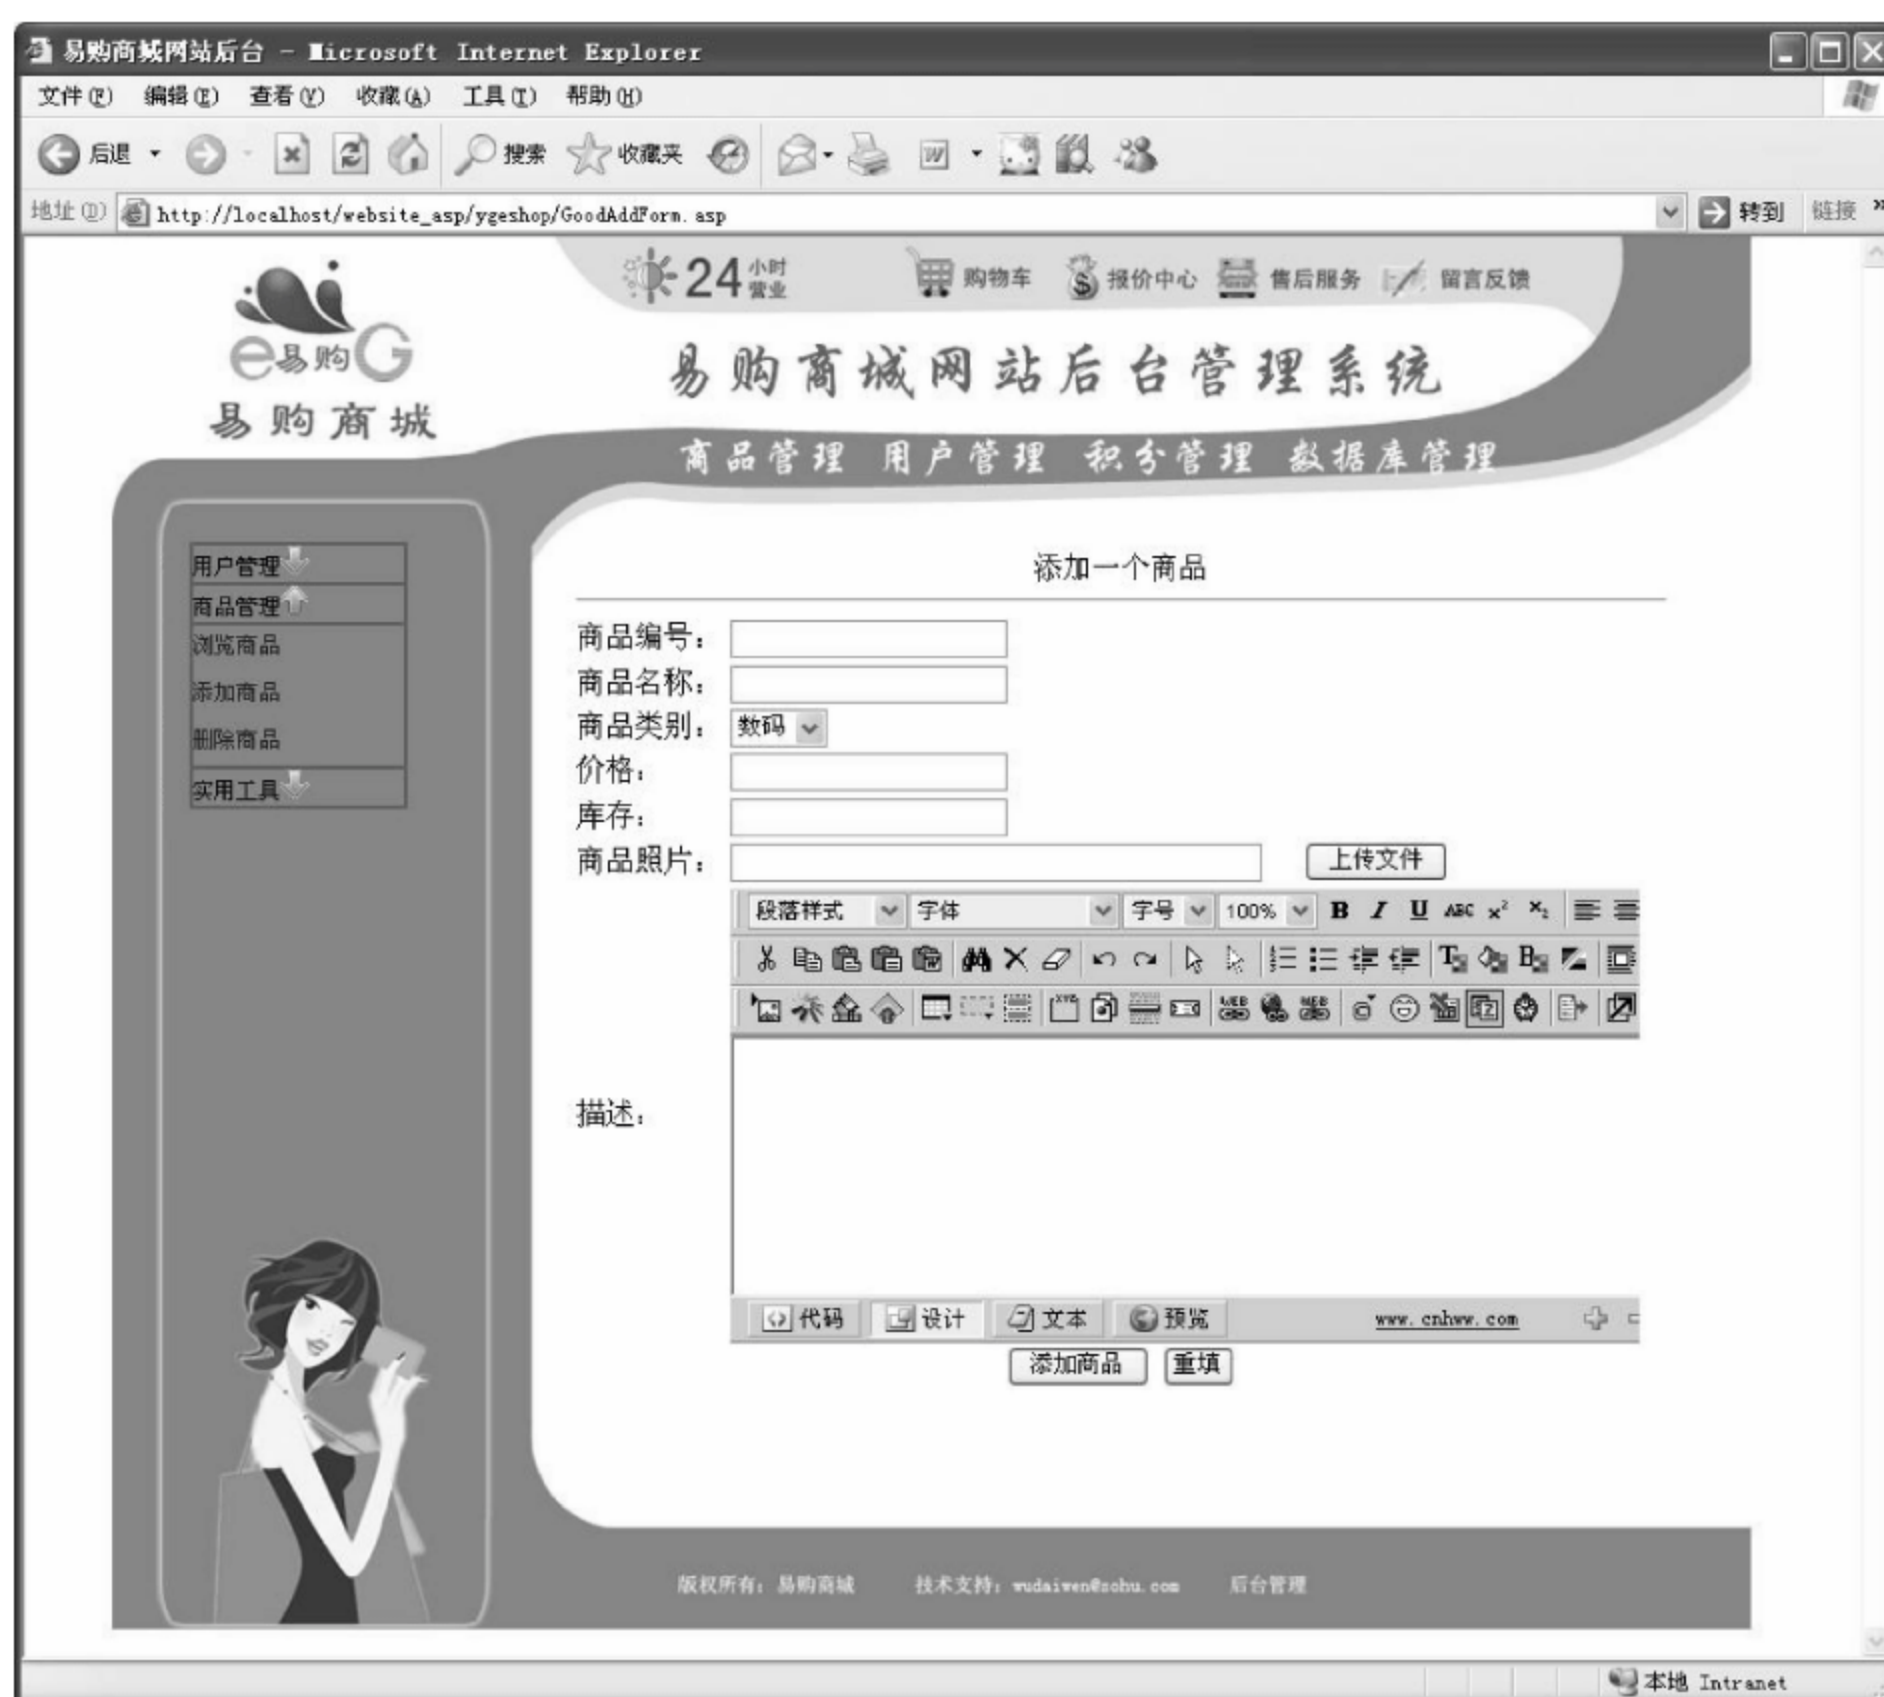 易购商城网站后台 - Microsoft Internet Explorer
文件(F) 编辑(E) 查看(V) 收藏(A) 工具(T) 帮助(H)
后退 搜索 收藏夹
地址(D) http://localhost/website_asp/ygeshop/GoodAddForm.asp 转到 链接 »
24 小时营业 购物车 报价中心 售后服务 留言反馈
e易购G
易购商城网站后台管理系统
易购商城
商品管理 用户管理 积分管理 数据库管理
用户管理
商品管理
浏览商品
添加商品
删除商品
实用工具
添加一个商品
商品编号:
商品名称:
商品类别: 数码
价格:
库存:
商品照片: 上传文件
段落样式 字体 字号 100% B I U ABC x² x₂
描述:
代码 设计 文本 预览 www.cnhww.com
添加商品 重填
版权所有: 易购商城 技术支持: wudaiwen@sohu.com 后台管理
本地 Intranet